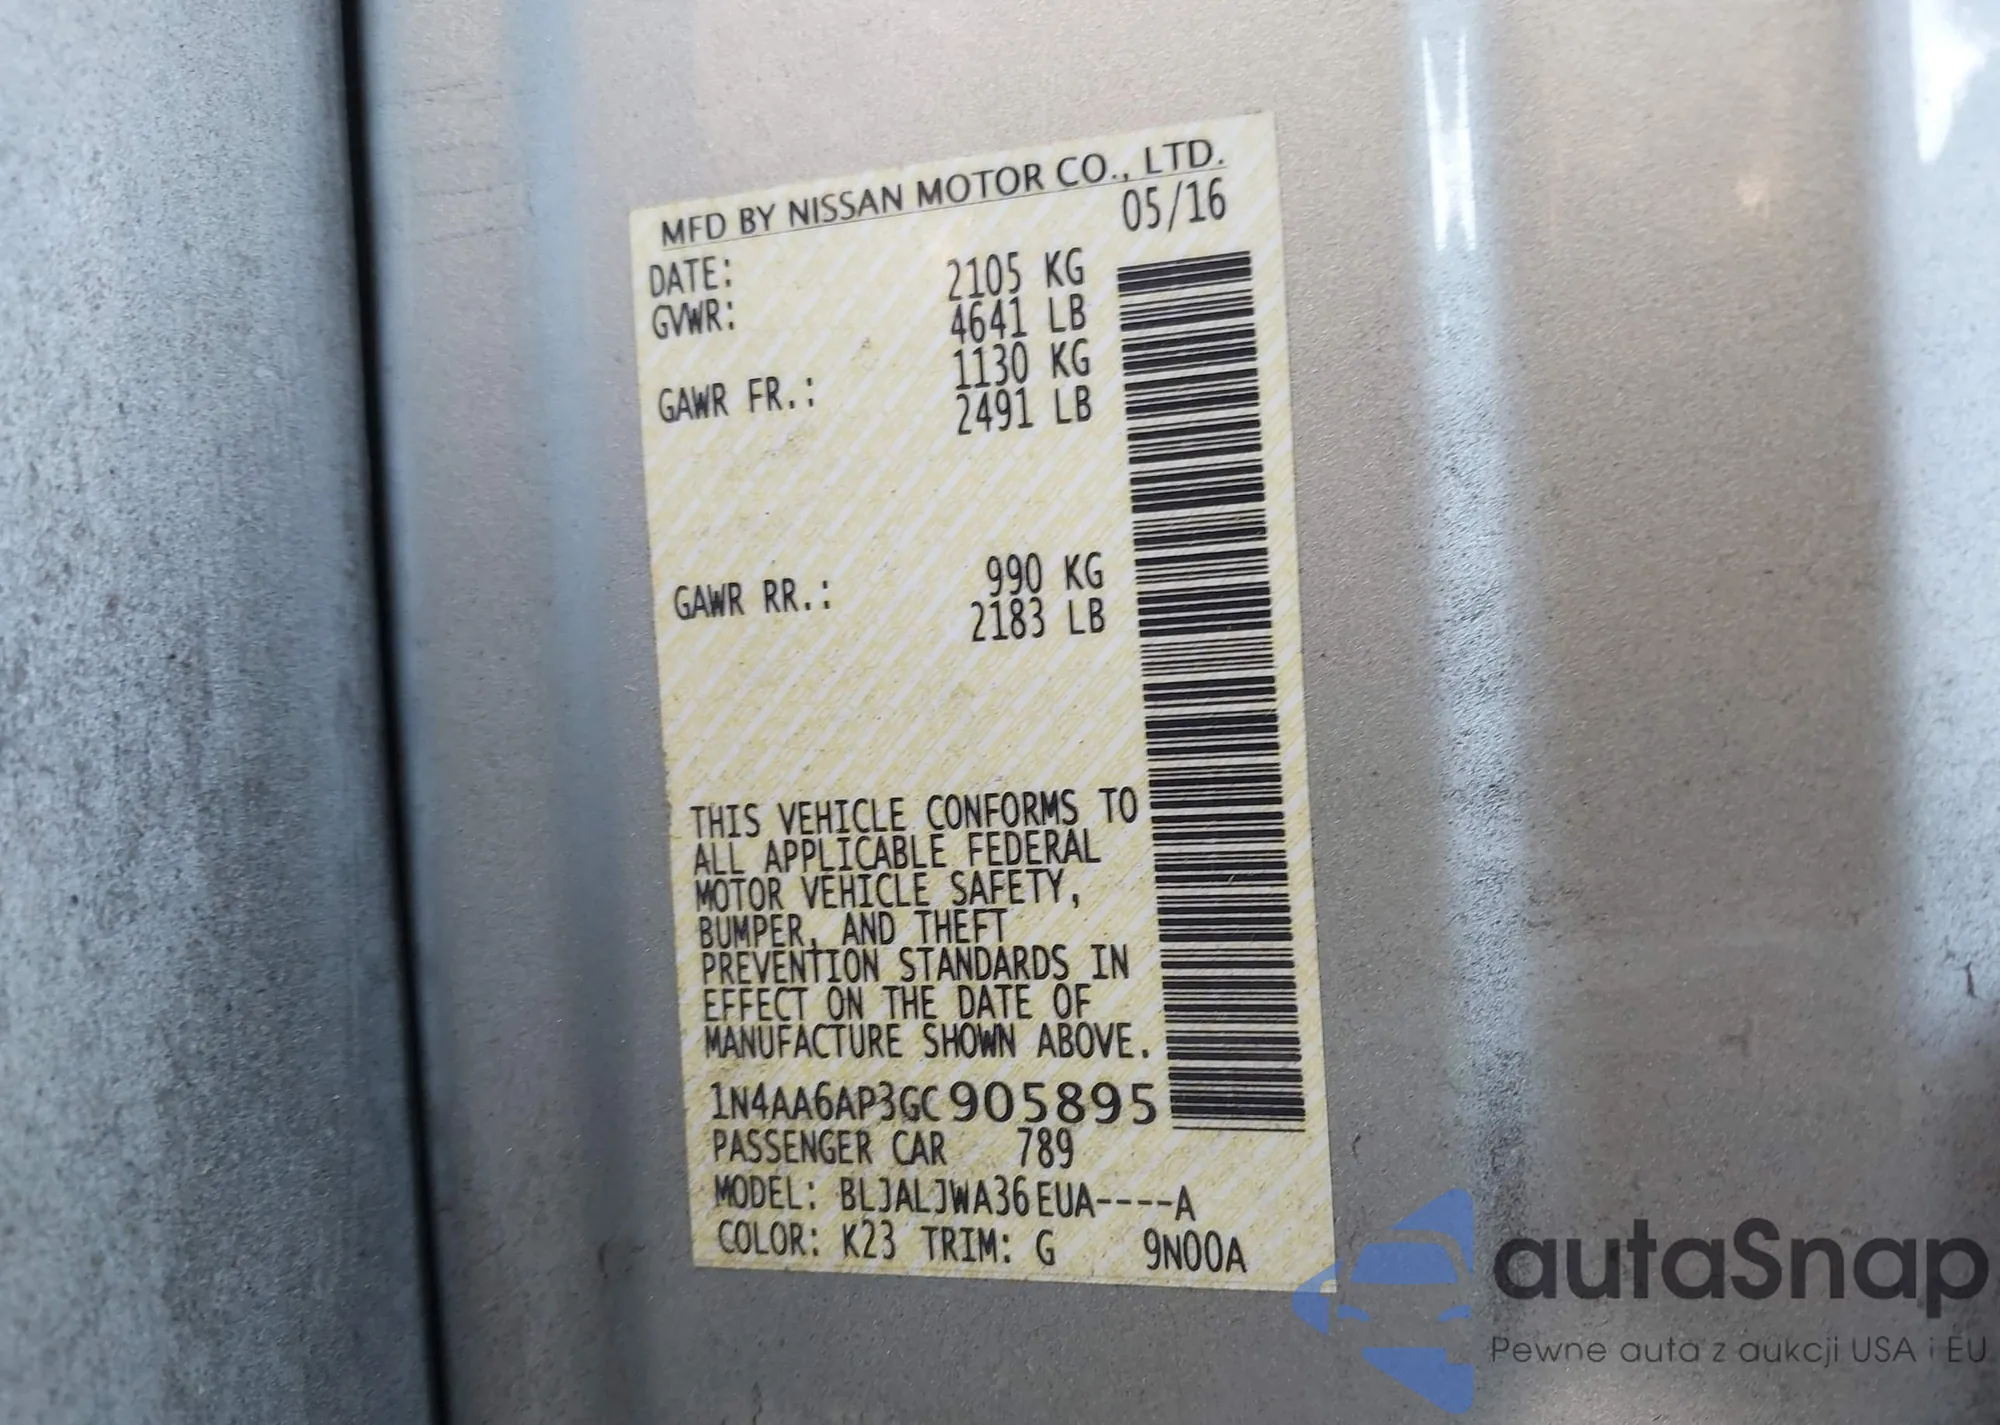 MFD BY NISSAN MOTOR CO., LTD.
DATE: 05/16
GVWR: 2105 KG
4641 LB
GAWR FR.: 1130 KG
2491 LB
GAWR RR.: 990 KG
2183 LB
THIS VEHICLE CONFORMS TO
ALL APPLICABLE FEDERAL
MOTOR VEHICLE SAFETY,
BUMPER, AND THEFT
PREVENTION STANDARDS IN
EFFECT ON THE DATE OF
MANUFACTURE SHOWN ABOVE.
1N4AA6AP3GC905895
PASSENGER CAR 789
MODEL: BLJALJWA36EUA----A
COLOR: K23 TRIM: G 9N00A
autaSnap
Pewne auta z aukcji USA i EU